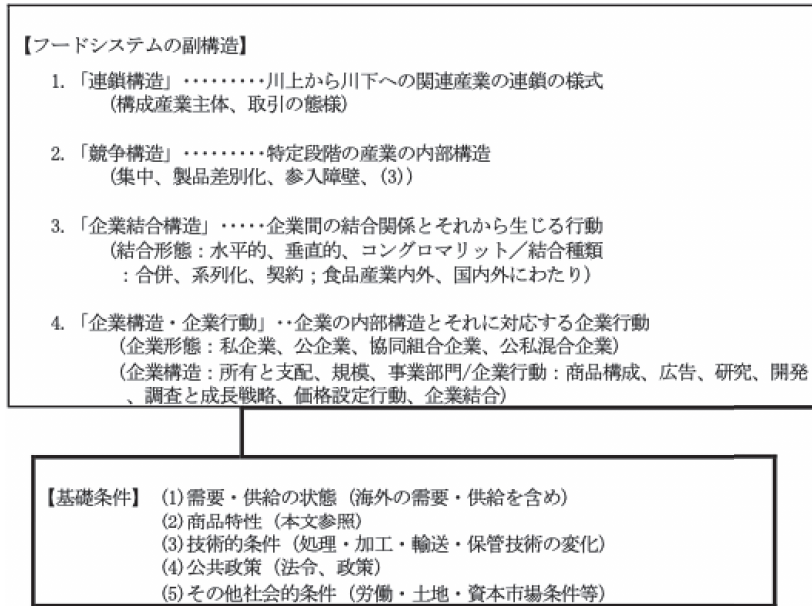 【フードシステムの副構造】
1. 「連鎖構造」‥‥‥‥‥川上から川下への関連産業の連鎖の様式
(構成産業主体、取引の態様)
2. 「競争構造」‥‥‥‥‥特定段階の産業の内部構造
(集中、製品差別化、参入障壁、(3))
3. 「企業結合構造」‥‥‥企業間の結合関係とそれから生じる行動
(結合形態：水平的、垂直的、コングロマリット／結合種類
：合併、系列化、契約；食品産業内外、国内外にわたり)
4. 「企業構造・企業行動」‥企業の内部構造とそれに対応する企業行動
(企業形態：私企業、公企業、協同組合企業、公私混合企業)
(企業構造：所有と支配、規模、事業部門/企業行動：商品構成、広告、研究、開発
、調査と成長戦略、価格設定行動、企業結合)
【基礎条件】 (1)需要・供給の状態 (海外の需要・供給を含め)
(2)商品特性 (本文参照)
(3)技術的条件 (処理・加工・輸送・保管技術の変化)
(4)公共政策 (法令、政策)
(5)その他社会的条件 (労働・土地・資本市場条件等)